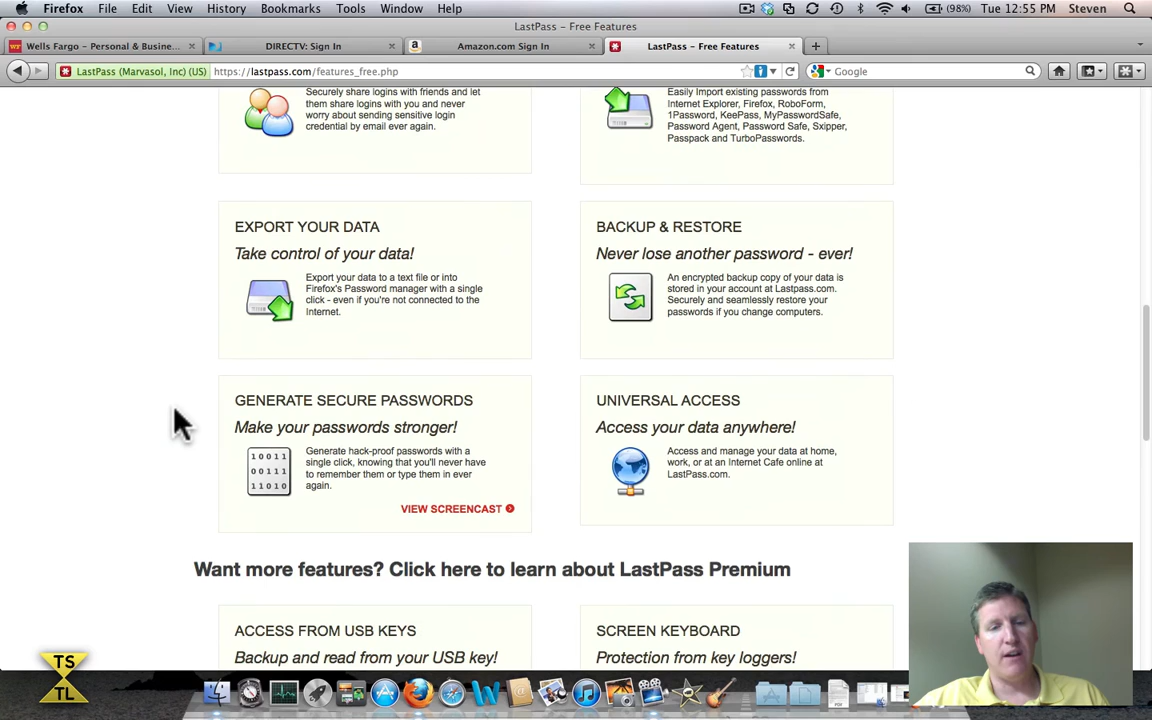 Firefox File Edit View History Bookmarks Tools Window Help (98%) Tue 12:55 PM Steven
LastPass – Free Features
Wells Fargo – Personal & Busine... DIRECTV: Sign In Amazon.com Sign In LastPass – Free Features
LastPass (Marvasol, Inc) (US) https://lastpass.com/features_free.php Google
Securely share logins with friends and let
them share logins with you and never
worry about sending sensitive login
credential by email ever again.
Easily Import existing passwords from
Internet Explorer, Firefox, RoboForm,
1Password, KeePass, MyPasswordSafe,
Password Agent, Password Safe, Sxipper,
Passpack and TurboPasswords.
EXPORT YOUR DATA
Take control of your data!
Export your data to a text file or into
Firefox's Password manager with a single
click - even if you're not connected to the
Internet.
BACKUP & RESTORE
Never lose another password - ever!
An encrypted backup copy of your data is
stored in your account at Lastpass.com.
Securely and seamlessly restore your
passwords if you change computers.
GENERATE SECURE PASSWORDS
Make your passwords stronger!
10011
00111
11010
Generate hack-proof passwords with a
single click, knowing that you'll never have
to remember them or type them in ever
again.
VIEW SCREENCAST
UNIVERSAL ACCESS
Access your data anywhere!
Access and manage your data at home,
work, or at an Internet Cafe online at
LastPass.com.
Want more features? Click here to learn about LastPass Premium
ACCESS FROM USB KEYS
Backup and read from your USB key!
SCREEN KEYBOARD
Protection from key loggers!
TS
TL